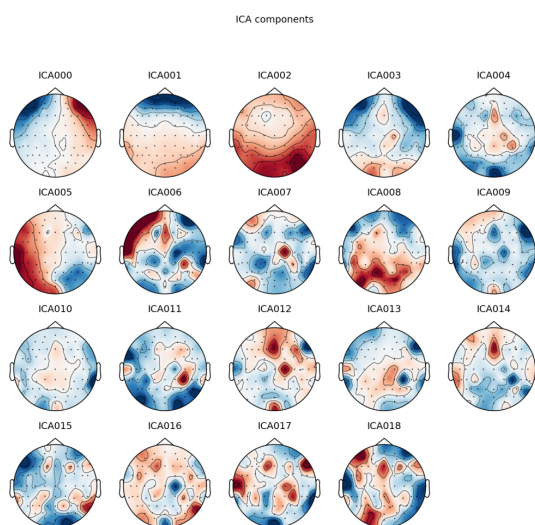 ICA components
ICA000 ICA001 ICA002 ICA003 ICA004
ICA005 ICA006 ICA007 ICA008 ICA009
ICA010 ICA011 ICA012 ICA013 ICA014
ICA015 ICA016 ICA017 ICA018